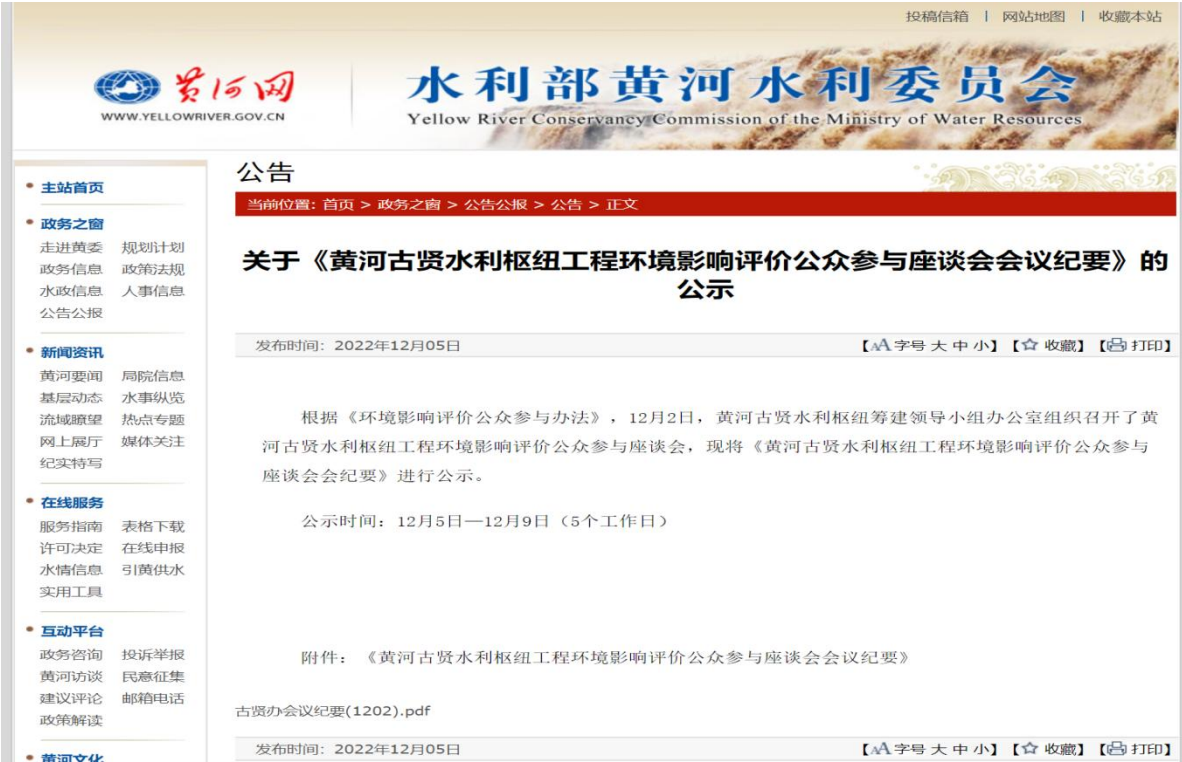 投稿信箱 | 网站地图 | 收藏本站
黄河网
WWW.YELLOWRIVER.GOV.CN
水利部黄河水利委员会
Yellow River Conservancy Commission of the Ministry of Water Resources
主站首页
政务之窗
走进黄委 规划计划
政务信息 政策法规
水政信息 人事信息
公告公报
新闻资讯
黄河要闻 局院信息
基层动态 水事纵览
流域瞭望 热点专题
网上展厅 媒体关注
纪实特写
在线服务
服务指南 表格下载
许可决定 在线申报
水情信息 引黄供水
实用工具
互动平台
政务咨询 投诉举报
黄河访谈 民意征集
建议评论 邮箱电话
政策解读
黄河文化
公告
当前位置: 首页 > 政务之窗 > 公告公报 > 公告 > 正文
关于《黄河古贤水利枢纽工程环境影响评价公众参与座谈会会议纪要》的
公示
发布时间: 2022年12月05日 【AA字号 大 中 小】【收藏】【打印】
根据《环境影响评价公众参与办法》，12月2日，黄河古贤水利枢纽筹建领导小组办公室组织召开了黄
河古贤水利枢纽工程环境影响评价公众参与座谈会，现将《黄河古贤水利枢纽工程环境影响评价公众参与
座谈会会纪要》进行公示。
公示时间：12月5日—12月9日（5个工作日）
附件：《黄河古贤水利枢纽工程环境影响评价公众参与座谈会会议纪要》
古贤办会议纪要(1202).pdf
发布时间: 2022年12月05日 【AA字号 大 中 小】【收藏】【打印】